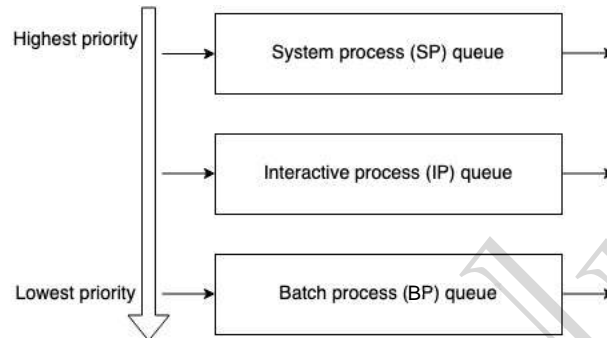 Highest priority
System process (SP) queue
Interactive process (IP) queue
Lowest priority
Batch process (BP) queue